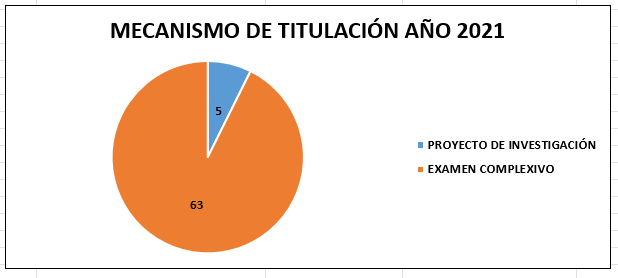 MECANISMO DE TITULACIÓN AÑO 2021
5
PROYECTO DE INVESTIGACIÓN
EXAMEN COMPLEXIVO
63